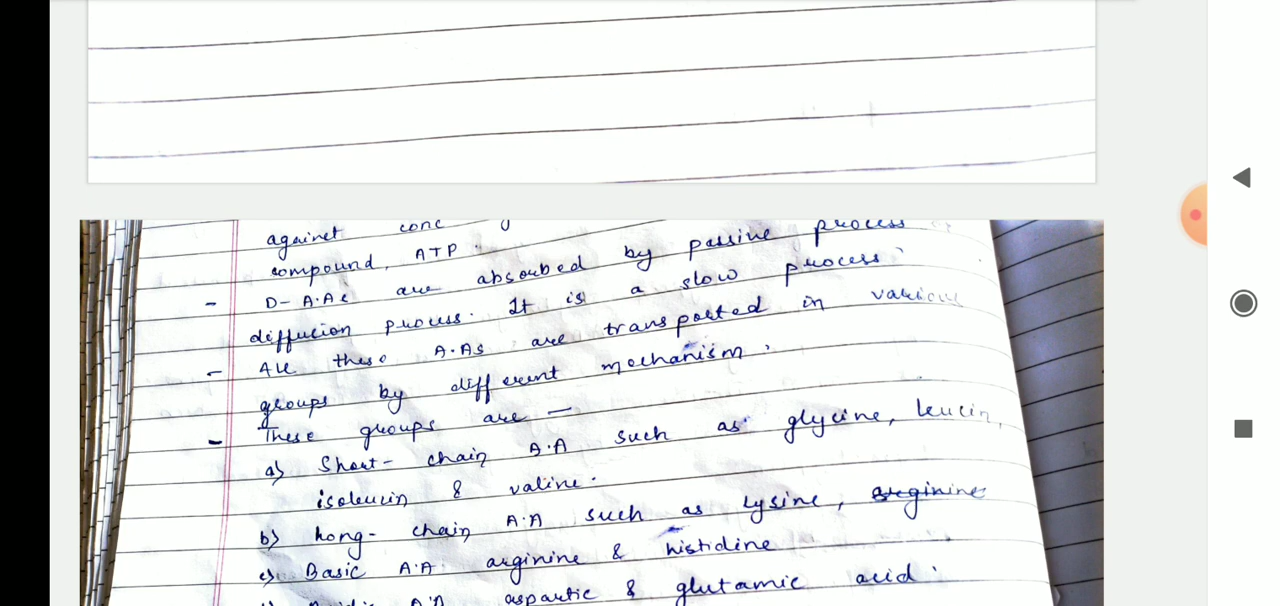 against conc
compound, ATP.
- D- A.As are absorbed by passive process
diffusion process. It is a slow process.
- All these A.As are transported in various
groups by different mechanism.
- These groups are —
a) Short- chain A.A such as glycine, leucin,
isoleucin & valine.
b) Long- chain A.A such as lysine, arginine
c) Basic A.A arginine & histidine
A.A aspartic & glutamic acid.